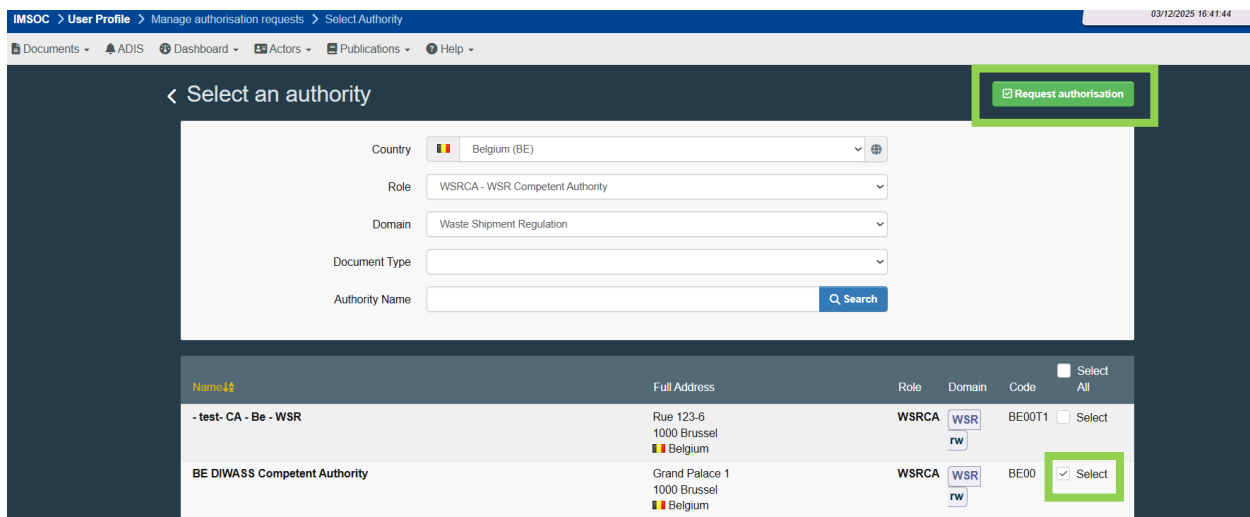 IMSOC > User Profile > Manage authorisation requests > Select Authority
03/12/2025 16:41:44
Documents ADIS Dashboard Actors Publications Help
Select an authority
Request authorisation
Country Belgium (BE)
Role WSRCA - WSR Competent Authority
Domain Waste Shipment Regulation
Document Type
Authority Name Search
Name Full Address Role Domain Code Select All
- test- CA - Be - WSR Rue 123-6 WSRCA WSR BE00T1 Select
1000 Brussel rw
Belgium
BE DIWASS Competent Authority Grand Palace 1 WSRCA WSR BE00 Select
1000 Brussel rw
Belgium